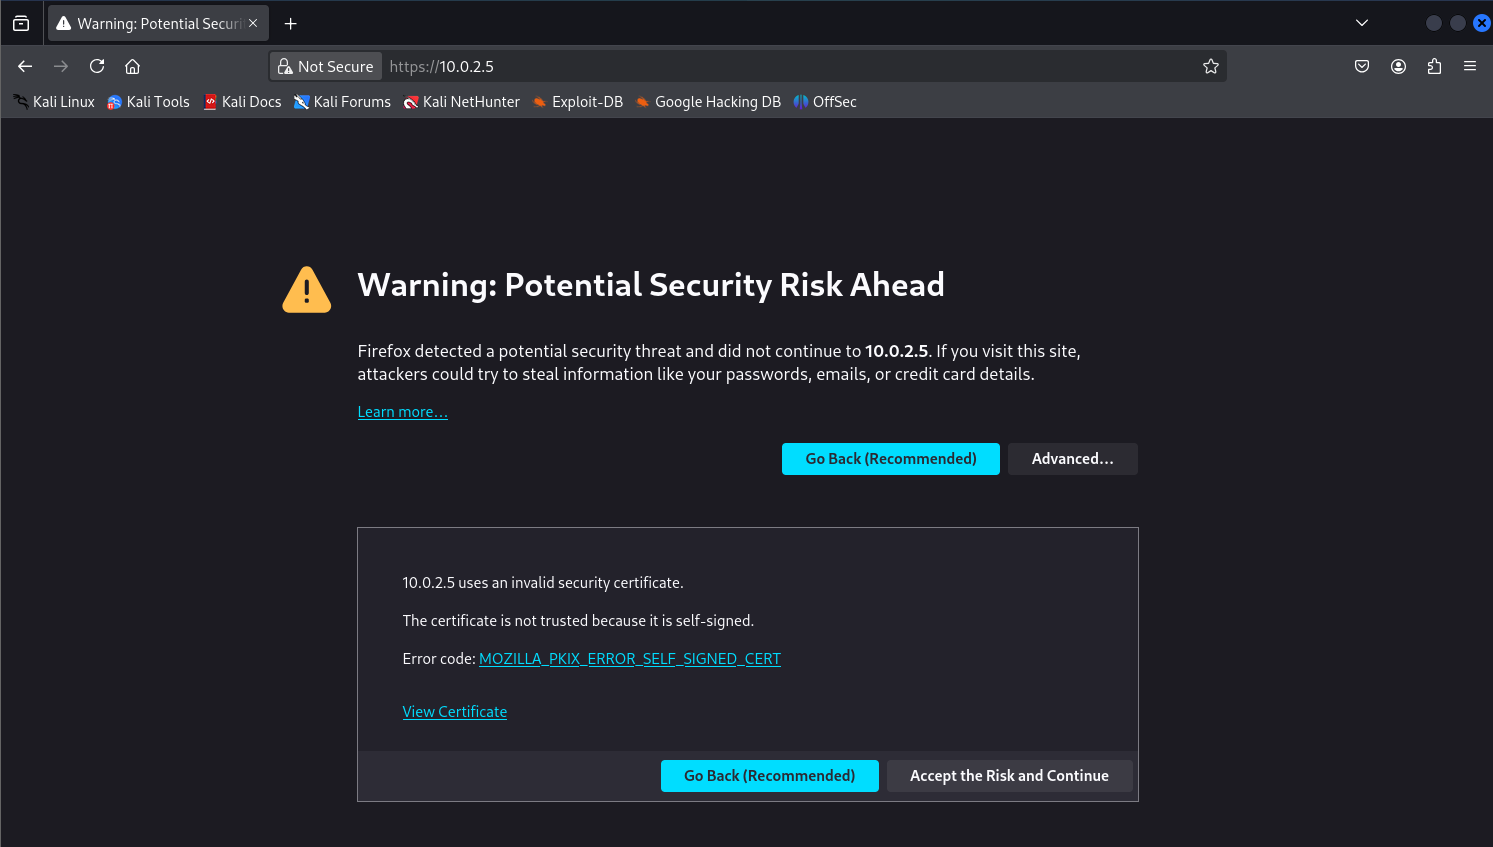 Warning: Potential Securi
Not Secure https://10.0.2.5
Kali Linux Kali Tools Kali Docs Kali Forums Kali NetHunter Exploit-DB Google Hacking DB OffSec
Warning: Potential Security Risk Ahead
Firefox detected a potential security threat and did not continue to 10.0.2.5. If you visit this site,
attackers could try to steal information like your passwords, emails, or credit card details.
Learn more…
Go Back (Recommended) Advanced…
10.0.2.5 uses an invalid security certificate.
The certificate is not trusted because it is self-signed.
Error code: MOZILLA_PKIX_ERROR_SELF_SIGNED_CERT
View Certificate
Go Back (Recommended) Accept the Risk and Continue